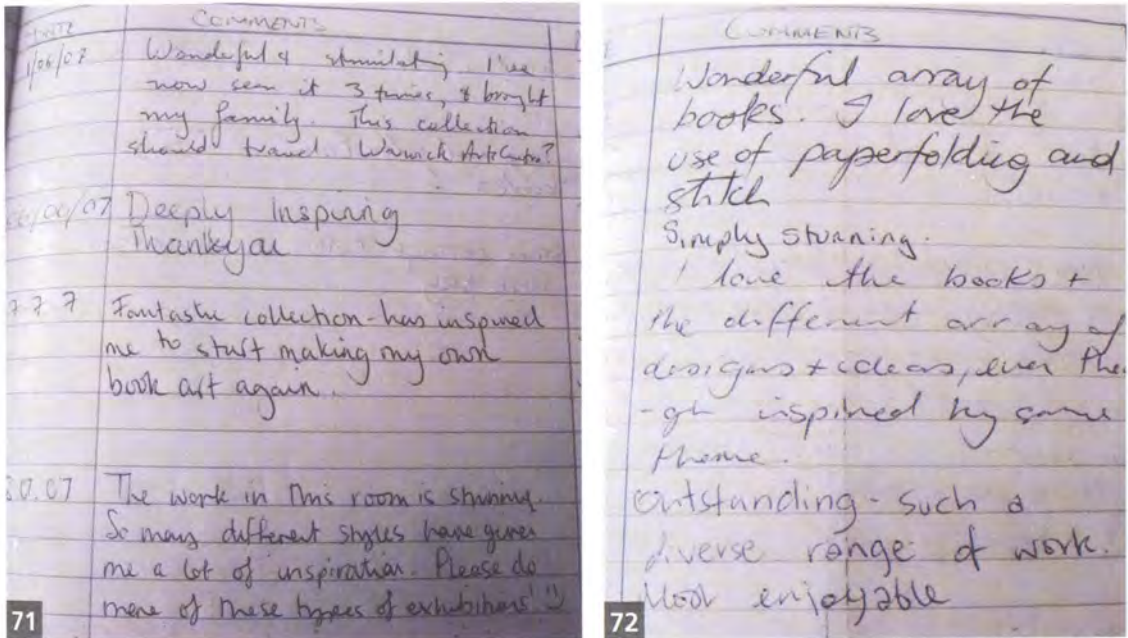 COMMENTS
1/06/07 Wonderful & stimulating I've
now seen it 3 times, & brought
my family. This collection
should travel. Warwick Arts Centre?
Deeply inspiring
Thankyou
7 7 7 Fantastic collection - has inspired
me to start making my own
book art again.
The work in this room is stunning.
So many different styles have given
me a lot of inspiration. Please do
more of these types of exhibitions!
71
COMMENTS
Wonderful array of
books. I love the
use of paperfolding and
stitch
Simply stunning.
I love the books +
the different array of
designs + ideas, even tho
-gh inspired by same
theme.
Outstanding - such a
diverse range of work.
Most enjoyable
72